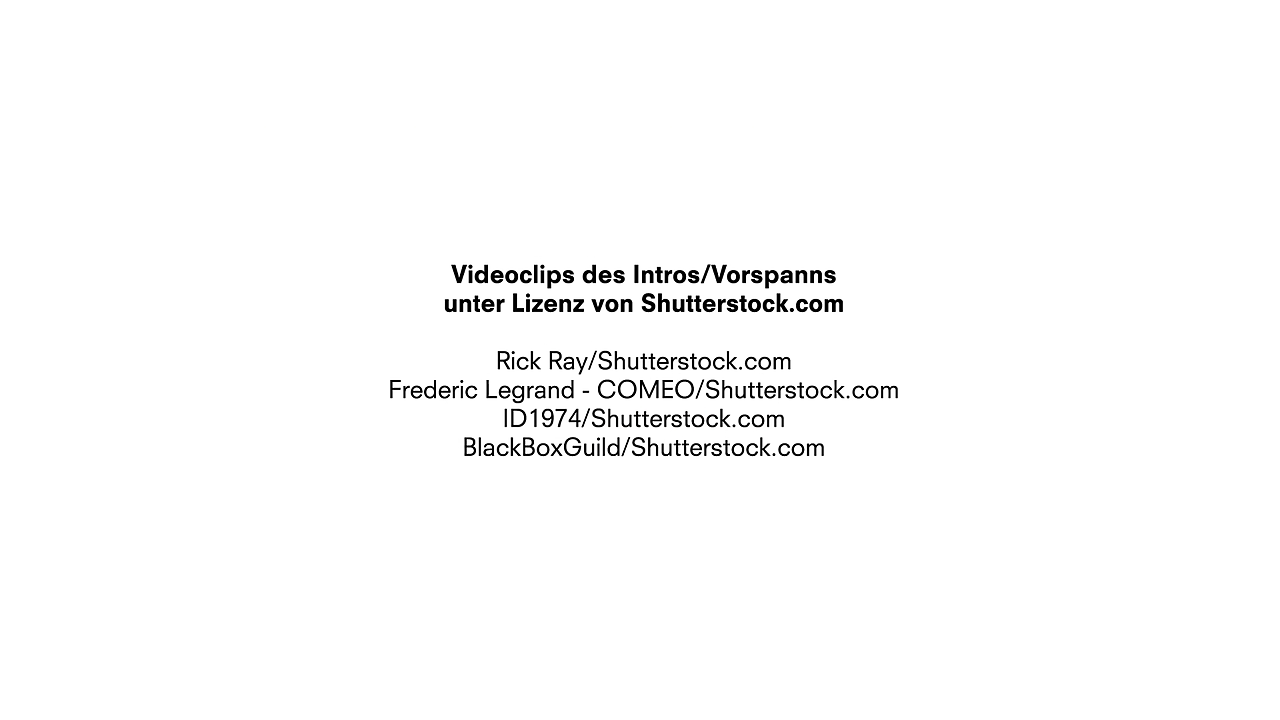 Videoclips des Intros/Vorspanns
unter Lizenz von Shutterstock.com
Rick Ray/Shutterstock.com
Frederic Legrand - COMEO/Shutterstock.com
ID1974/Shutterstock.com
BlackBoxGuild/Shutterstock.com